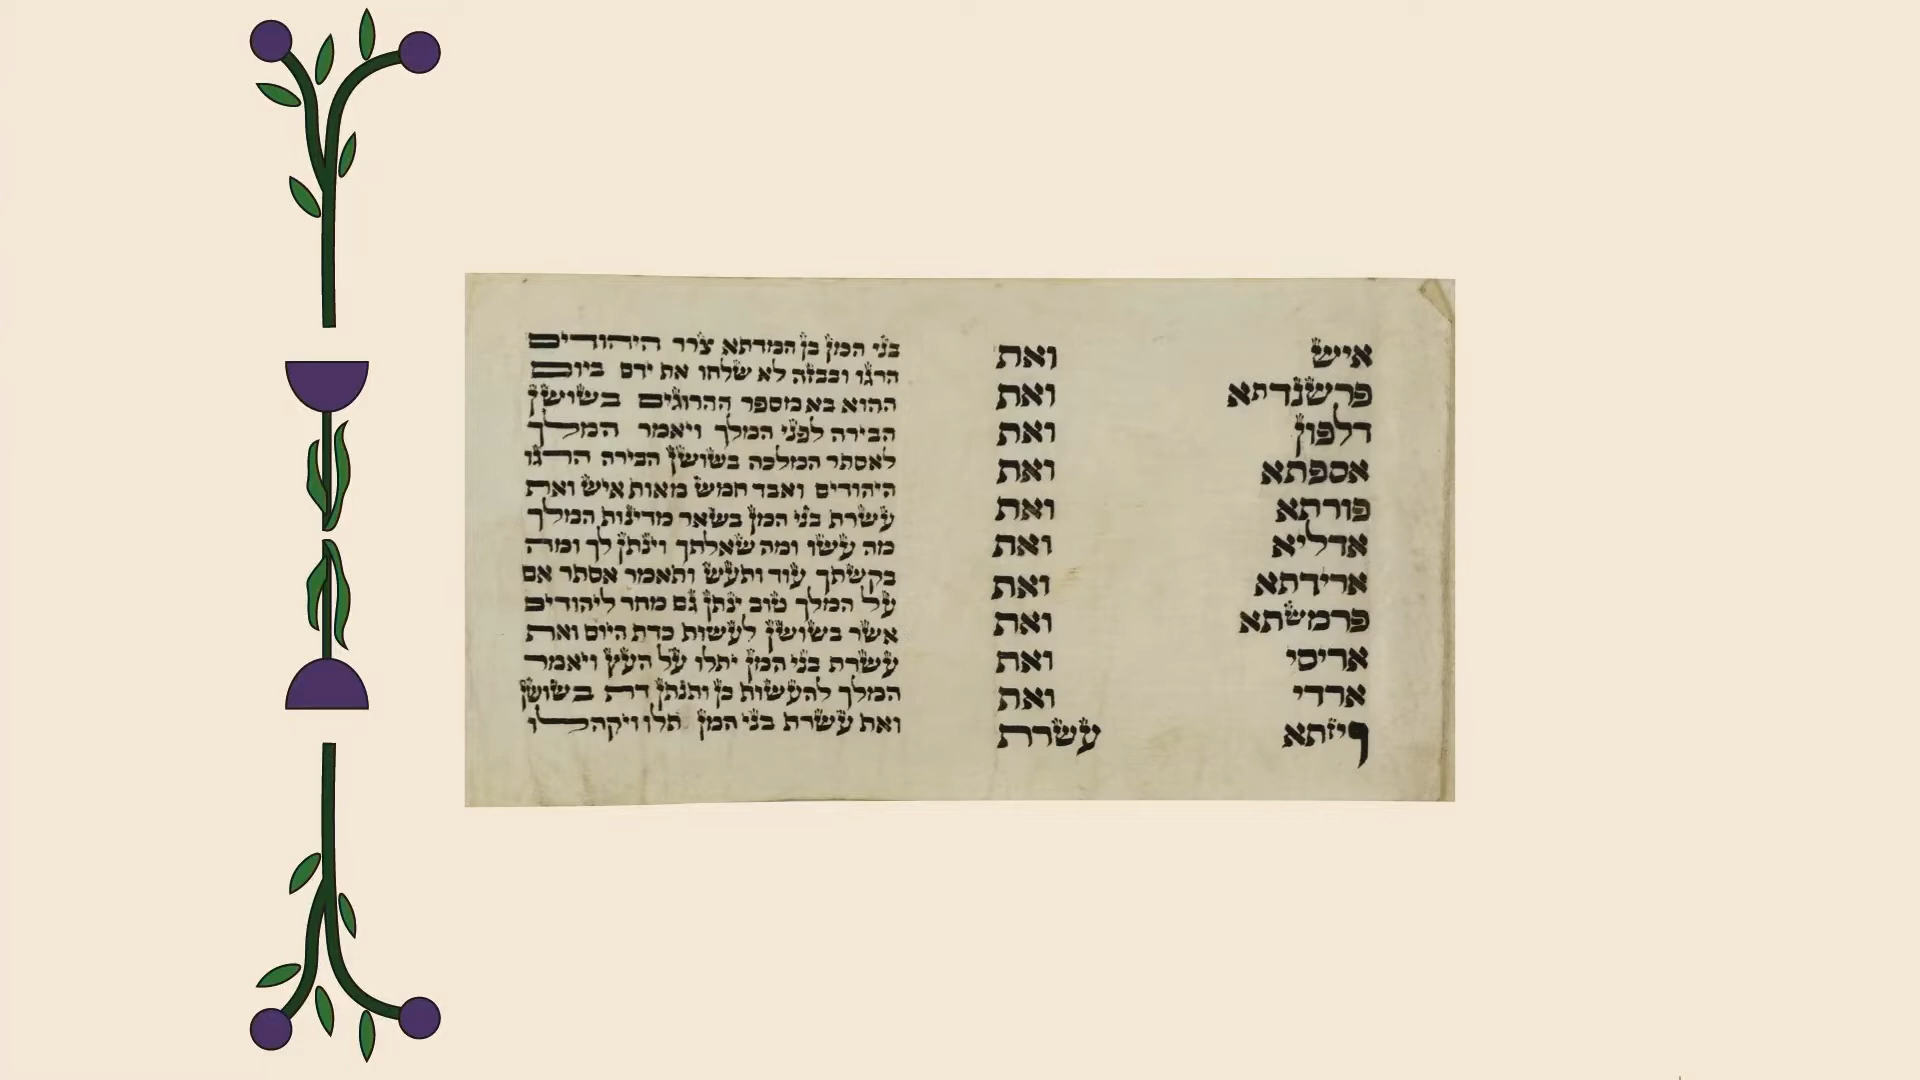 איש ואת
פרשנדתא ואת
דלפון ואת
אספתא ואת
פורתא ואת
אדליא ואת
ארידתא ואת
פרמשתא ואת
אריסי ואת
ארדי ואת
ויזתא עשרת
בני המן בן המדתא צרר היהודים
הרגו ובבזה לא שלחו את ידם ביום
ההוא בא מספר ההרוגים בשושן
הבירה לפני המלך ויאמר המלך
לאסתר המלכה בשושן הבירה הרגו
היהודים ואבד חמש מאות איש ואת
עשרת בני המן בשאר מדינות המלך
מה עשו ומה שאלתך וינתן לך ומה
בקשתך עוד ותעש ותאמר אסתר אם
על המלך טוב ינתן גם מחר ליהודים
אשר בשושן לעשות כדת היום ואת
עשרת בני המן יתלו על העץ ויאמר
המלך להעשות כן ותנתן דת בשושן
ואת עשרת בני המן תלו ויקהלו